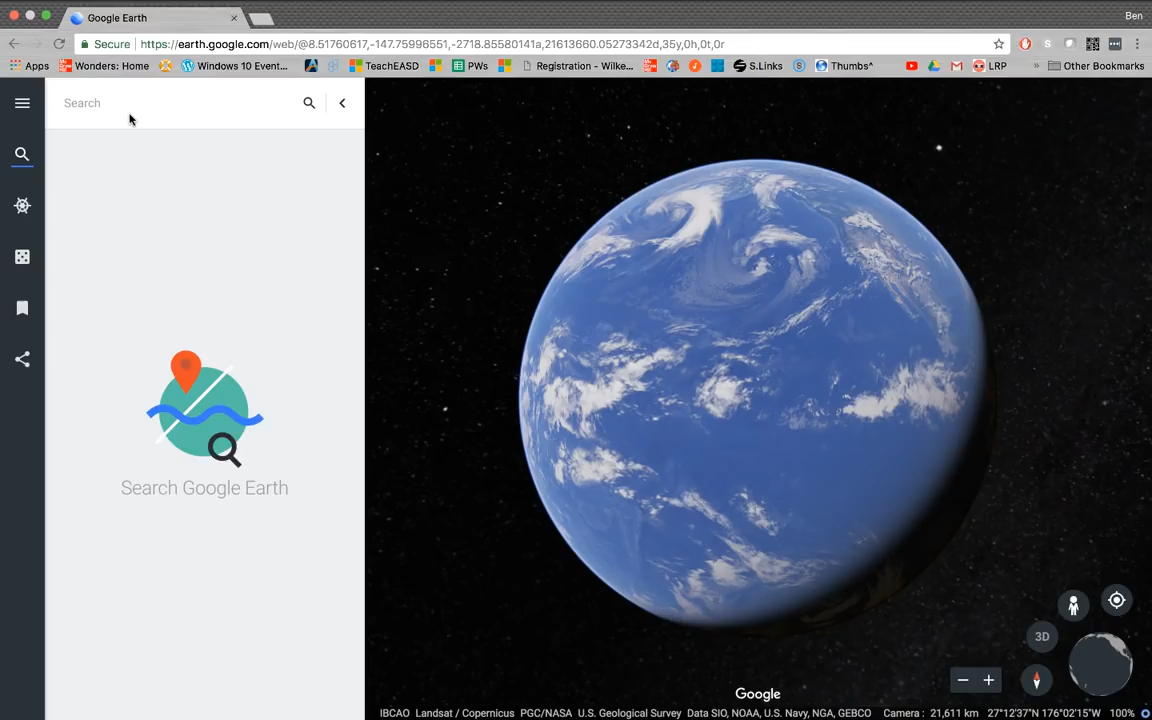 Google Earth
Ben
Secure https://earth.google.com/web/@8.51760617,-147.75996551,-2718.85580141a,21613660.05273342d,35y,0h,0t,0r
Apps Wonders: Home Windows 10 Event... TeachEASD PWs Registration - Wilke... S.Links Thumbs^ LRP » Other Bookmarks
Search
Search Google Earth
3D
Google
IBCAO Landsat / Copernicus PGC/NASA U.S. Geological Survey Data SIO, NOAA, U.S. Navy, NGA, GEBCO Camera : 21,611 km 27°12'37"N 176°02'15"W 100%